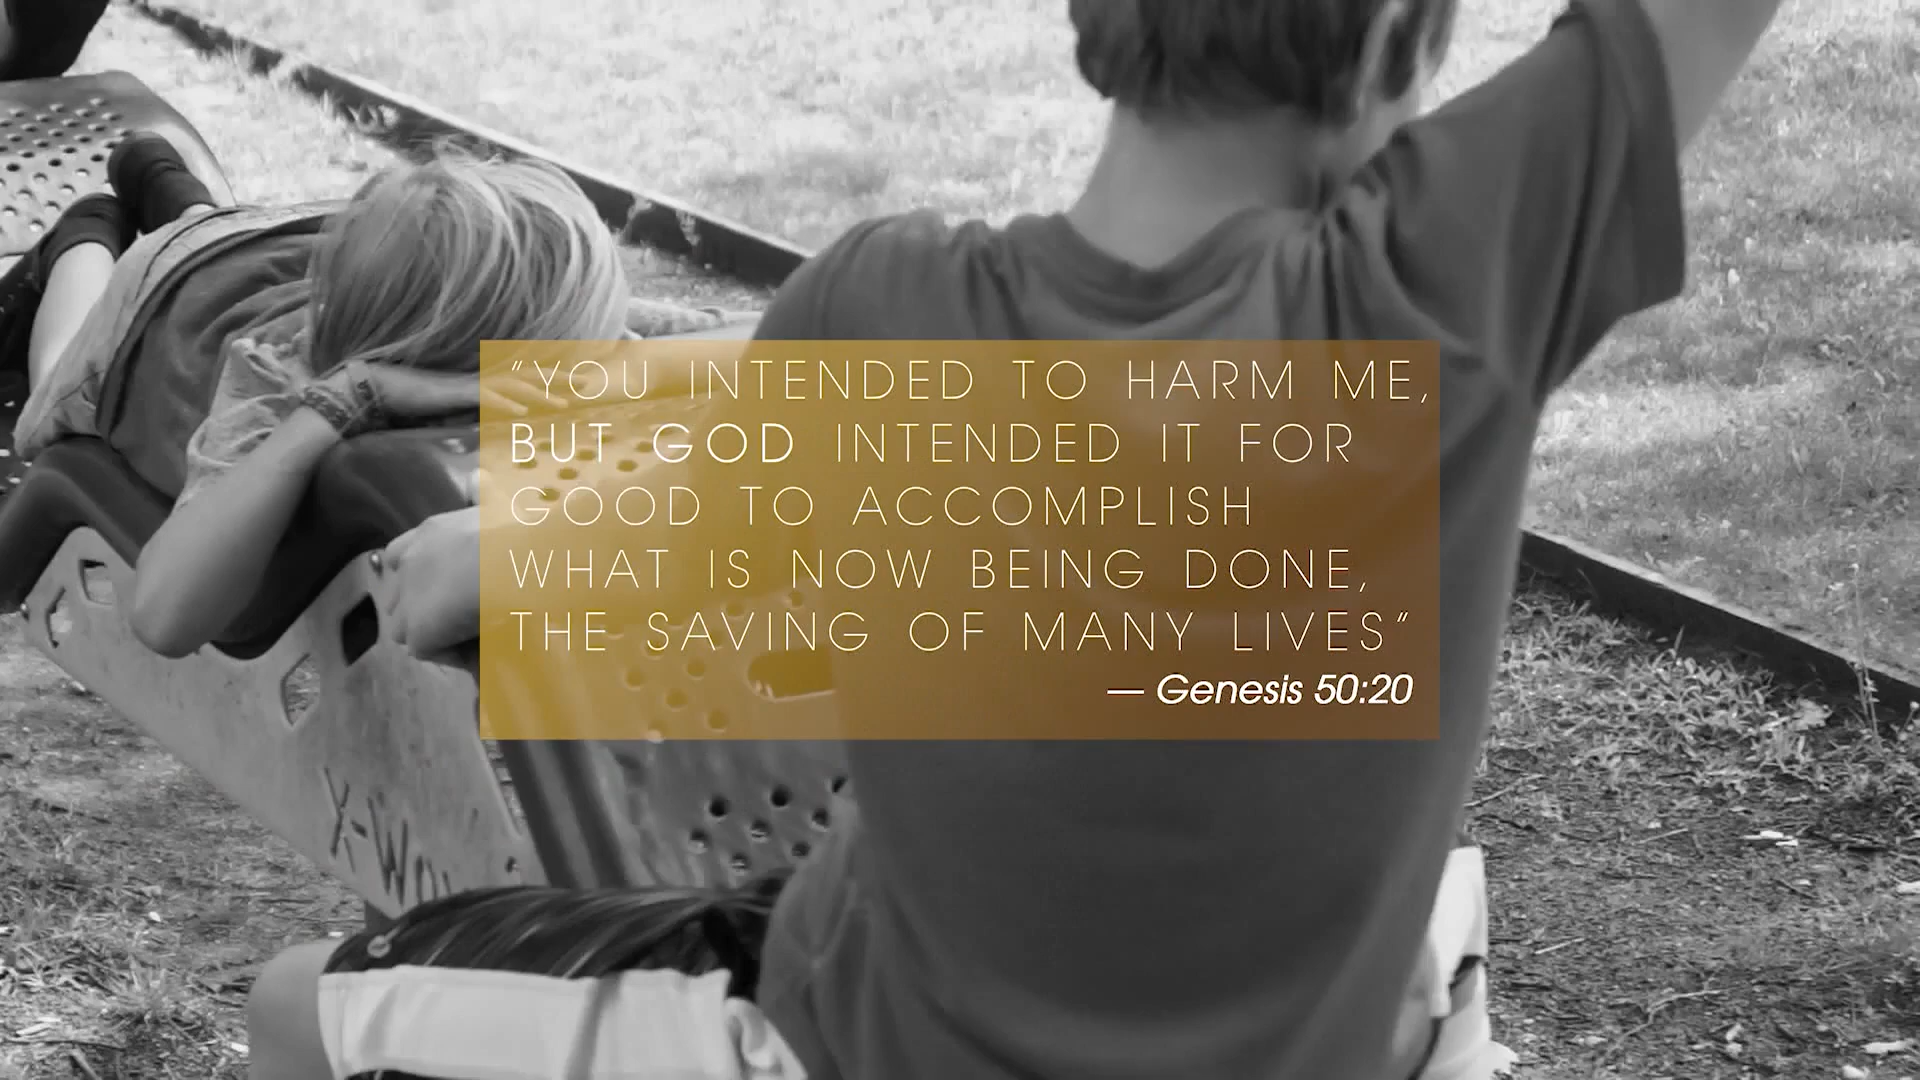 “YOU INTENDED TO HARM ME,
BUT GOD INTENDED IT FOR
GOOD TO ACCOMPLISH
WHAT IS NOW BEING DONE,
THE SAVING OF MANY LIVES”
— Genesis 50:20